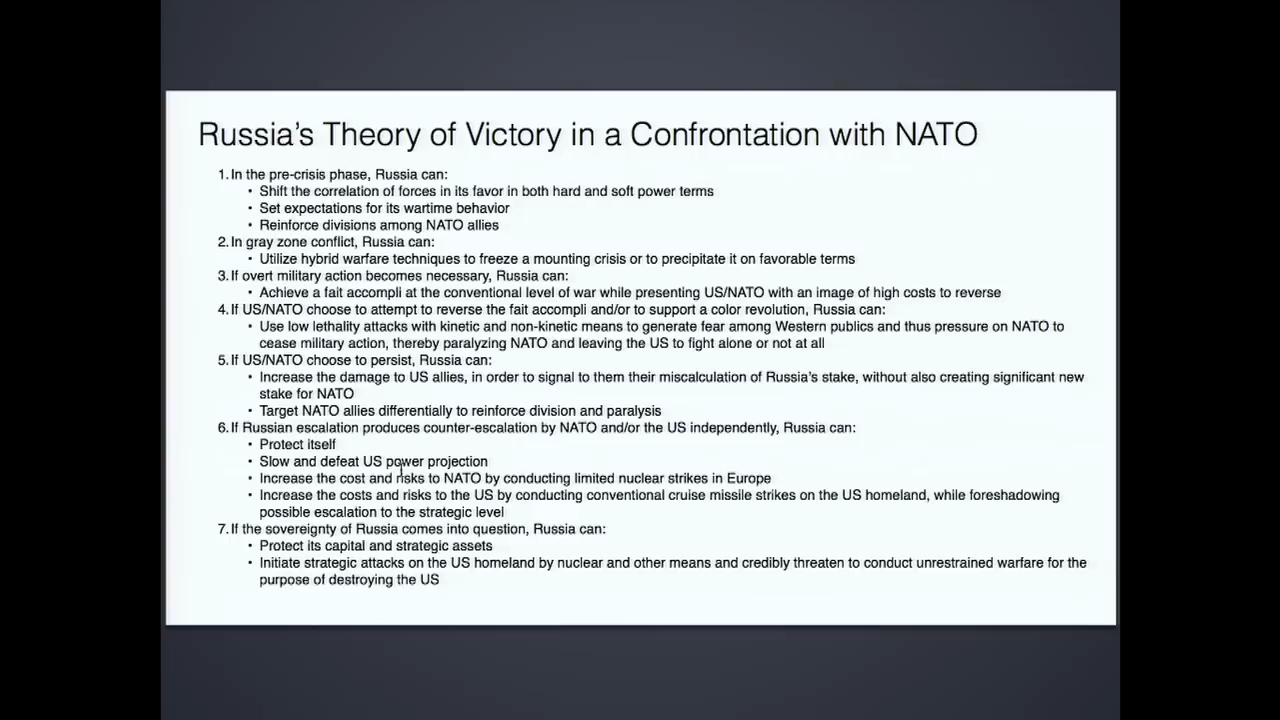 Russia's Theory of Victory in a Confrontation with NATO
1. In the pre-crisis phase, Russia can:
• Shift the correlation of forces in its favor in both hard and soft power terms
• Set expectations for its wartime behavior
• Reinforce divisions among NATO allies
2. In gray zone conflict, Russia can:
• Utilize hybrid warfare techniques to freeze a mounting crisis or to precipitate it on favorable terms
3. If overt military action becomes necessary, Russia can:
• Achieve a fait accompli at the conventional level of war while presenting US/NATO with an image of high costs to reverse
4. If US/NATO choose to attempt to reverse the fait accompli and/or to support a color revolution, Russia can:
• Use low lethality attacks with kinetic and non-kinetic means to generate fear among Western publics and thus pressure on NATO to
cease military action, thereby paralyzing NATO and leaving the US to fight alone or not at all
5. If US/NATO choose to persist, Russia can:
• Increase the damage to US allies, in order to signal to them their miscalculation of Russia's stake, without also creating significant new
stake for NATO
• Target NATO allies differentially to reinforce division and paralysis
6. If Russian escalation produces counter-escalation by NATO and/or the US independently, Russia can:
• Protect itself
• Slow and defeat US power projection
• Increase the cost and risks to NATO by conducting limited nuclear strikes in Europe
• Increase the costs and risks to the US by conducting conventional cruise missile strikes on the US homeland, while foreshadowing
possible escalation to the strategic level
7. If the sovereignty of Russia comes into question, Russia can:
• Protect its capital and strategic assets
• Initiate strategic attacks on the US homeland by nuclear and other means and credibly threaten to conduct unrestrained warfare for the
purpose of destroying the US